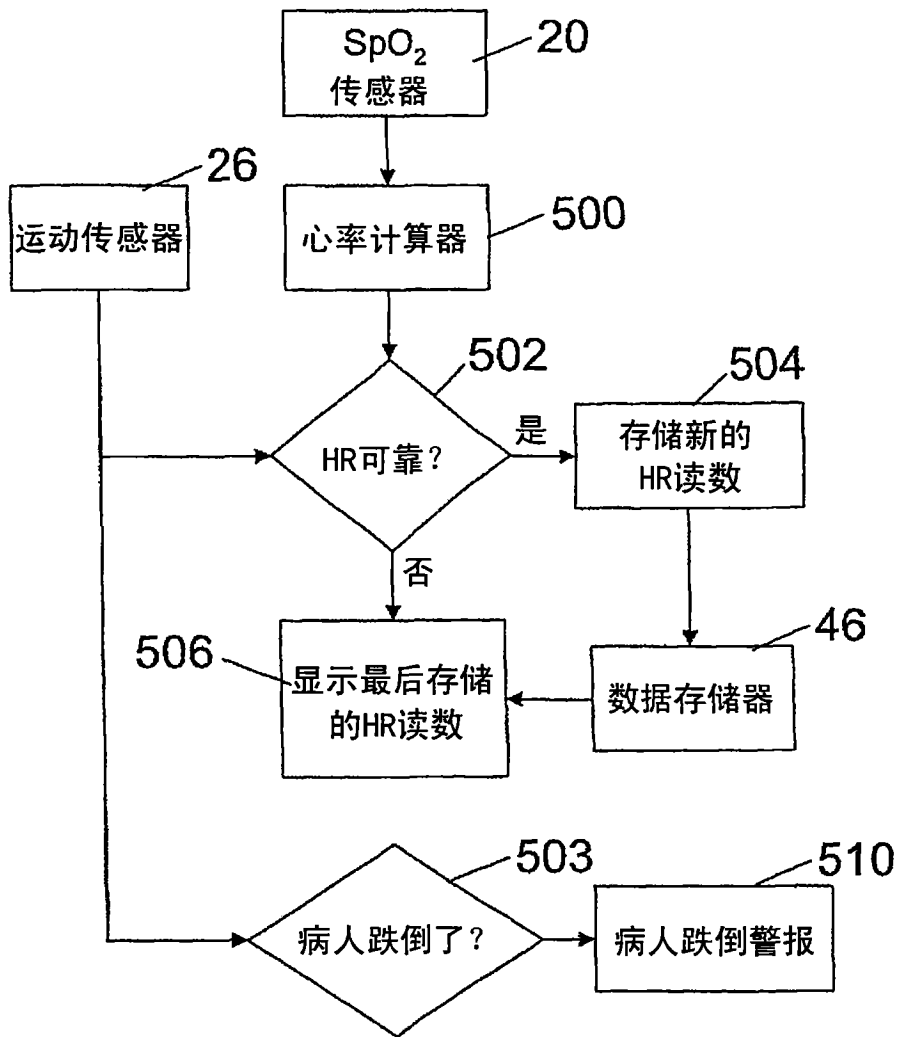 SpO₂
传感器
20
26
运动传感器
心率计算器
500
502
HR可靠？
是
504
存储新的
HR读数
否
506
显示最后存储
的HR读数
46
数据存储器
503
病人跌倒了？
510
病人跌倒警报